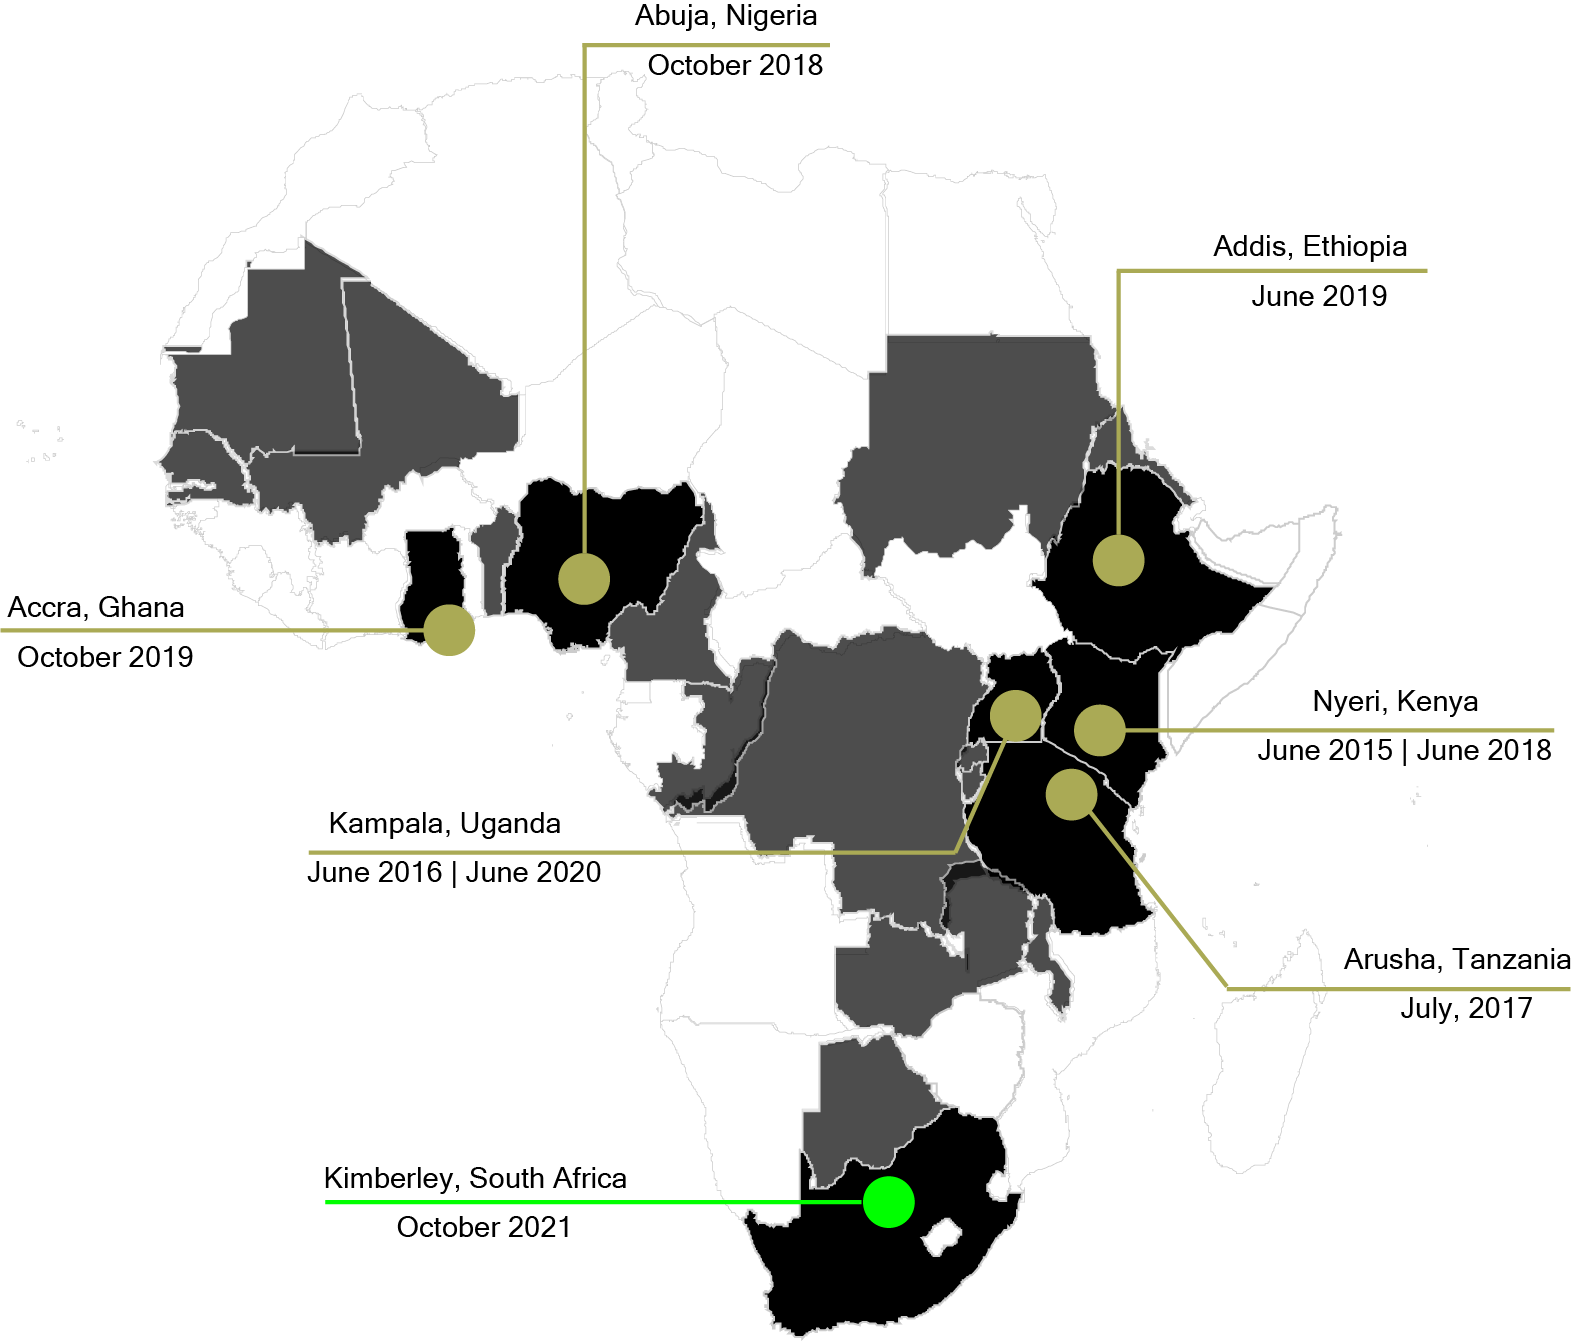 Abuja, Nigeria
October 2018
Addis, Ethiopia
June 2019
Accra, Ghana
October 2019
Nyeri, Kenya
June 2015 | June 2018
Kampala, Uganda
June 2016 | June 2020
Arusha, Tanzania
July, 2017
Kimberley, South Africa
October 2021